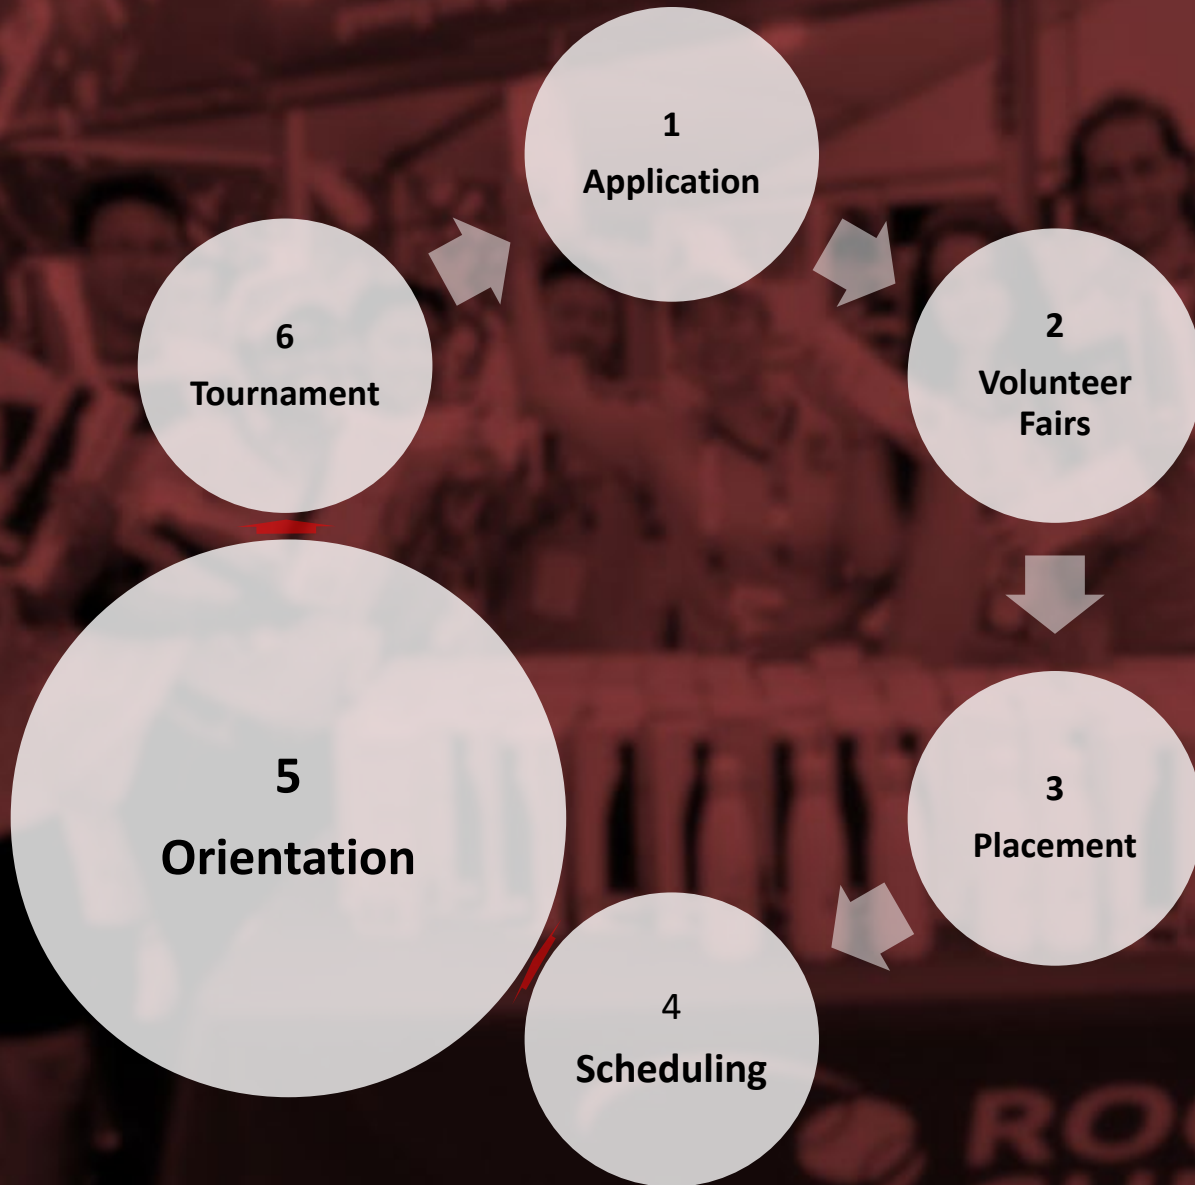 1
Application
2
Volunteer
Fairs
3
Placement
4
Scheduling
5
Orientation
6
Tournament